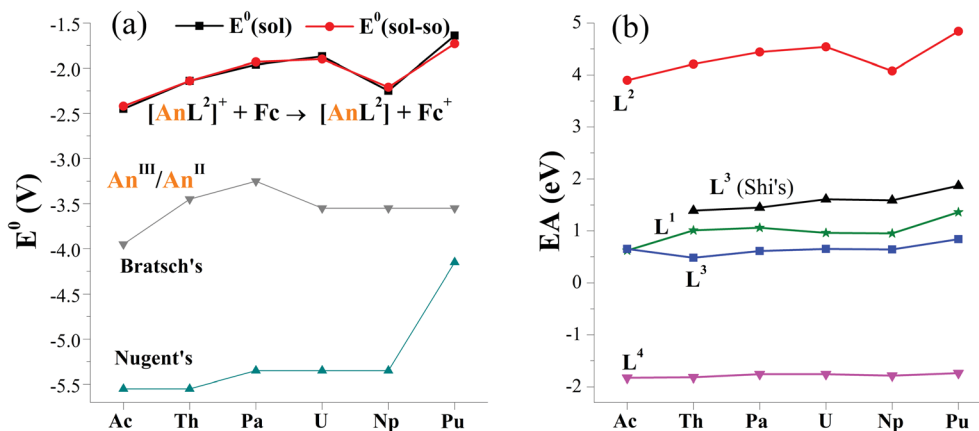 (a)
E⁰(sol)
E⁰(sol-so)
-1.5
-2.0
-2.5
-3.0
-3.5
-4.0
-4.5
-5.0
-5.5
E⁰ (V)
[AnL²]⁺ + Fc → [AnL²] + Fc⁺
Anᴵᴵᴵ/Anᴵᴵ
Bratsch's
Nugent's
Ac Th Pa U Np Pu
(b)
5
4
3
2
1
0
-1
-2
EA (eV)
L²
L³ (Shi's)
L¹
L³
L⁴
Ac Th Pa U Np Pu